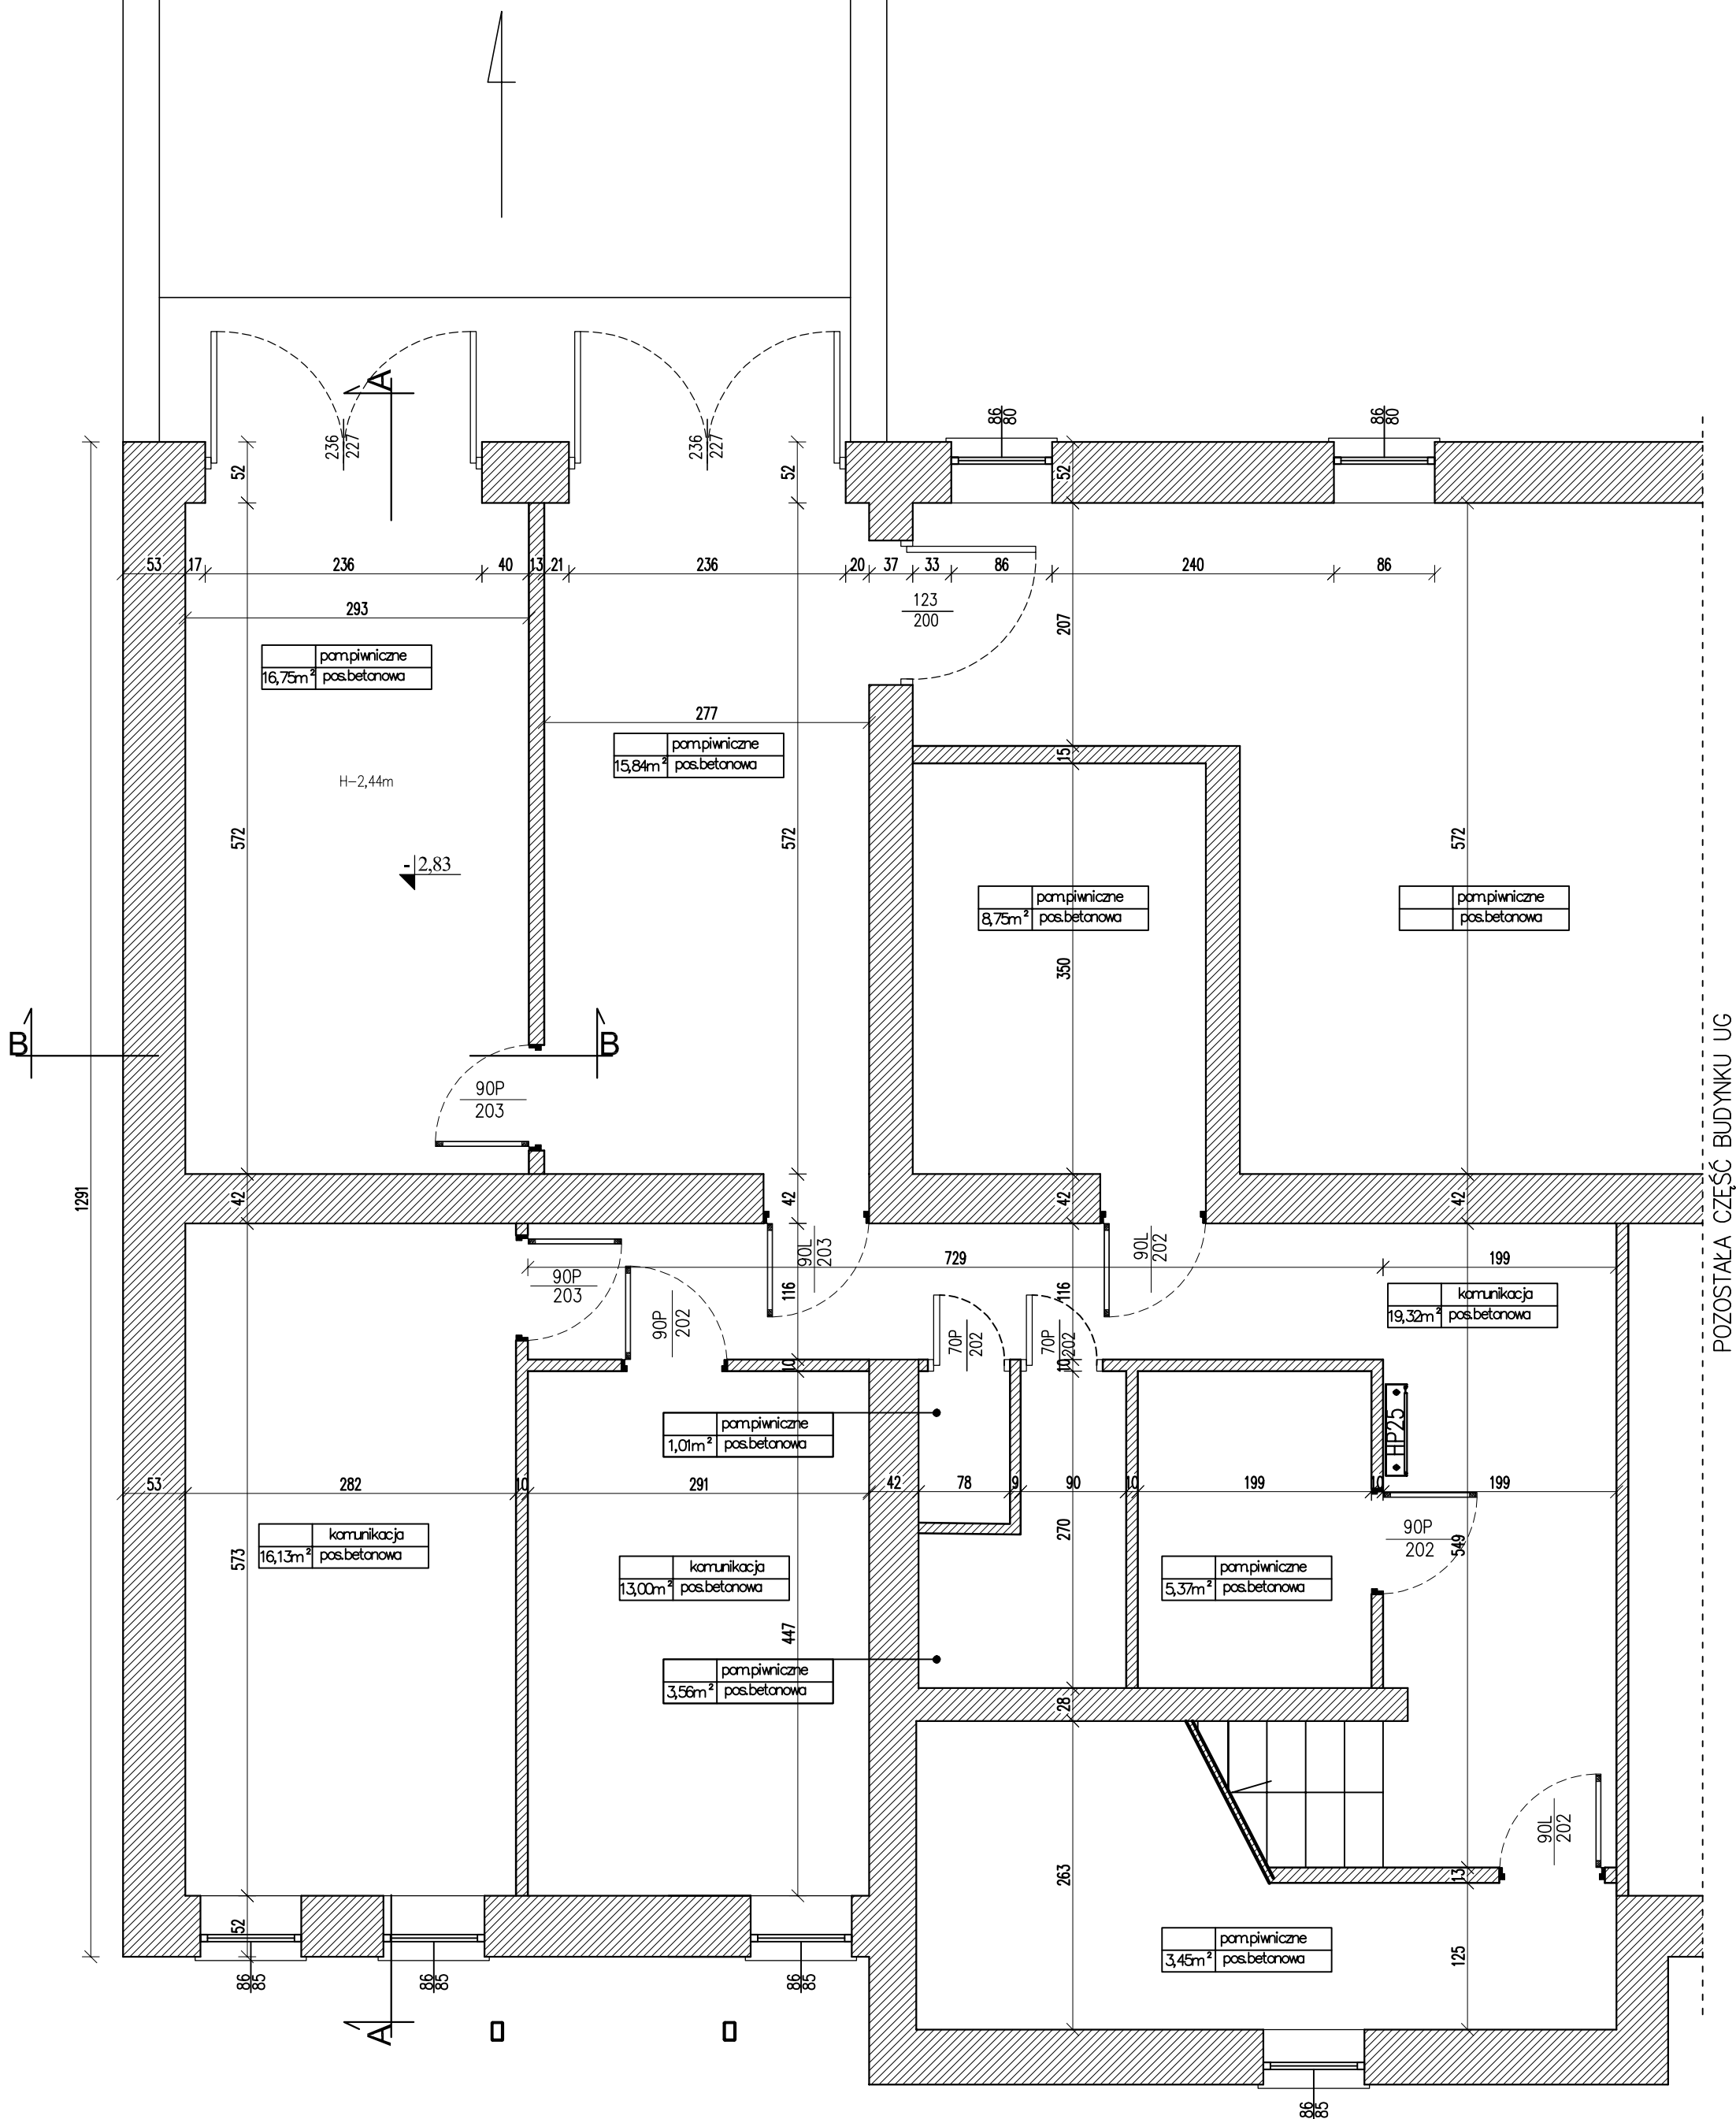 A
236
227
236
227
86
80
86
80
52
52
52
53
17
236
40
13
21
236
20
37
33
86
240
86
293
123
200
207
pom.piwniczne
16,75m² pos.betonowa
277
pom.piwniczne
15,84m² pos.betonowa
15
H-2,44m
572
572
572
-2,83
pom.piwniczne
8,75m² pos.betonowa
pom.piwniczne
pos.betonowa
350
B
B
90P
203
1291
42
42
42
42
POZOSTAŁA CZĘŚĆ BUDYNKU UG
90L
203
90L
202
729
199
90P
203
116
116
komunikacja
19,32m² pos.betonowa
90P
202
70P
202
70P
202
10
10
pom.piwniczne
1,01m² pos.betonowa
HP25
53
282
10
291
42
78
9
90
10
199
10
199
90P
202
270
549
573
komunikacja
16,13m² pos.betonowa
komunikacja
13,00m² pos.betonowa
pom.piwniczne
5,37m² pos.betonowa
447
pom.piwniczne
3,56m² pos.betonowa
28
90L
202
263
13
52
pom.piwniczne
3,45m² pos.betonowa
125
86
85
86
85
86
85
A
86
85